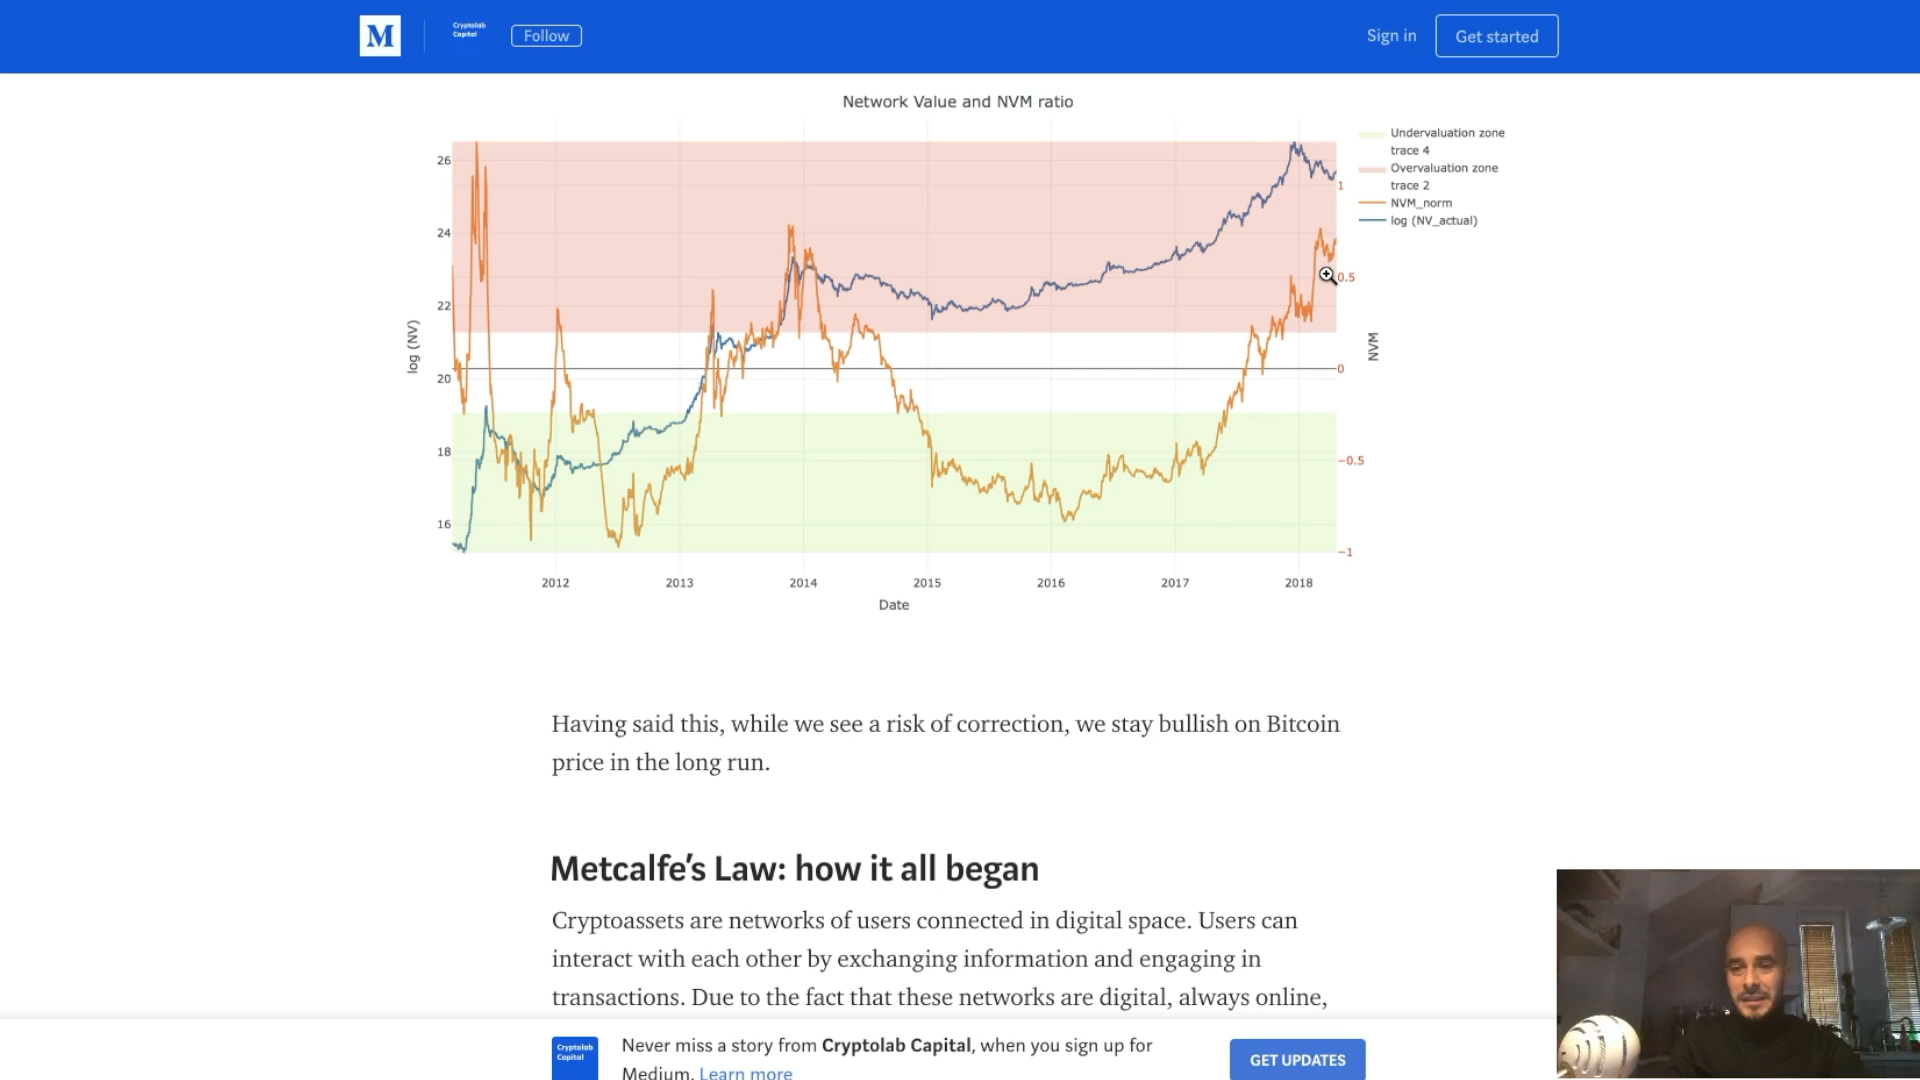 M
Cryptolab
Capital
Follow
Sign in
Get started
Network Value and NVM ratio
Undervaluation zone
trace 4
Overvaluation zone
trace 2
NVM_norm
log (NV_actual)
26
24
22
20
18
16
log (NV)
1
0.5
0
−0.5
−1
NVM
2012 2013 2014 2015 2016 2017 2018
Date
Having said this, while we see a risk of correction, we stay bullish on Bitcoin
price in the long run.
Metcalfe’s Law: how it all began
Cryptoassets are networks of users connected in digital space. Users can
interact with each other by exchanging information and engaging in
transactions. Due to the fact that these networks are digital, always online,
Cryptolab
Capital
Never miss a story from Cryptolab Capital, when you sign up for
Medium. Learn more
GET UPDATES